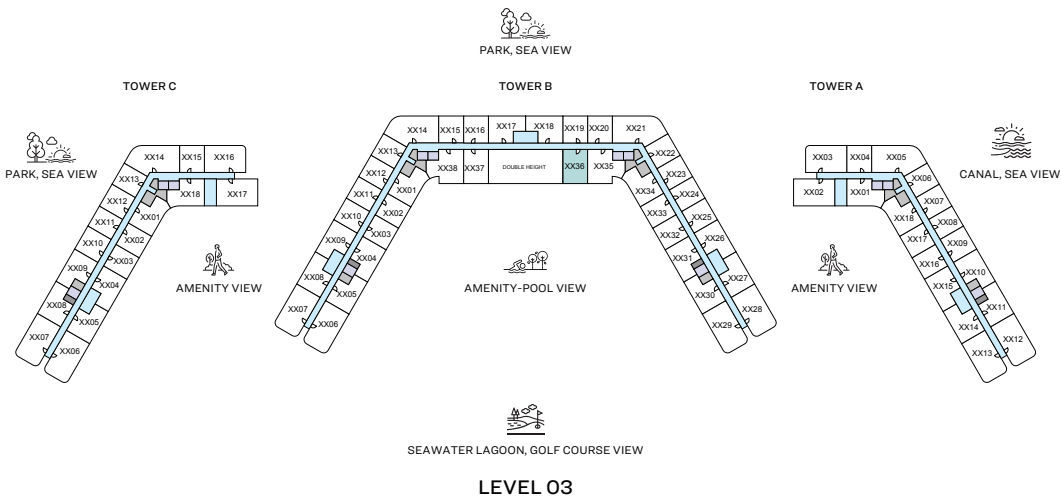 PARK, SEA VIEW
TOWER C
TOWER B
TOWER A
PARK, SEA VIEW
CANAL, SEA VIEW
XX14 XX15 XX16
XX13
XX18 XX17
XX12
XX01
XX11
XX02
XX10
XX03
XX09
XX04
XX08
XX05
XX07
XX06
AMENITY VIEW
XX14 XX15 XX16 XX17 XX18 XX19 XX20 XX21
XX13
XX38 XX37 DOUBLE HEIGHT XX36 XX35
XX22
XX12
XX01
XX34
XX23
XX11
XX02
XX33
XX24
XX10
XX03
XX32
XX25
XX09
XX04
XX31
XX26
XX08
XX05
XX30
XX27
XX07
XX06
XX29
XX28
AMENITY-POOL VIEW
XX03 XX04 XX05
XX02 XX01
XX06
XX18
XX07
XX17
XX08
XX16
XX09
XX15
XX10
XX14
XX11
XX13
XX12
AMENITY VIEW
SEAWATER LAGOON, GOLF COURSE VIEW
LEVEL 03